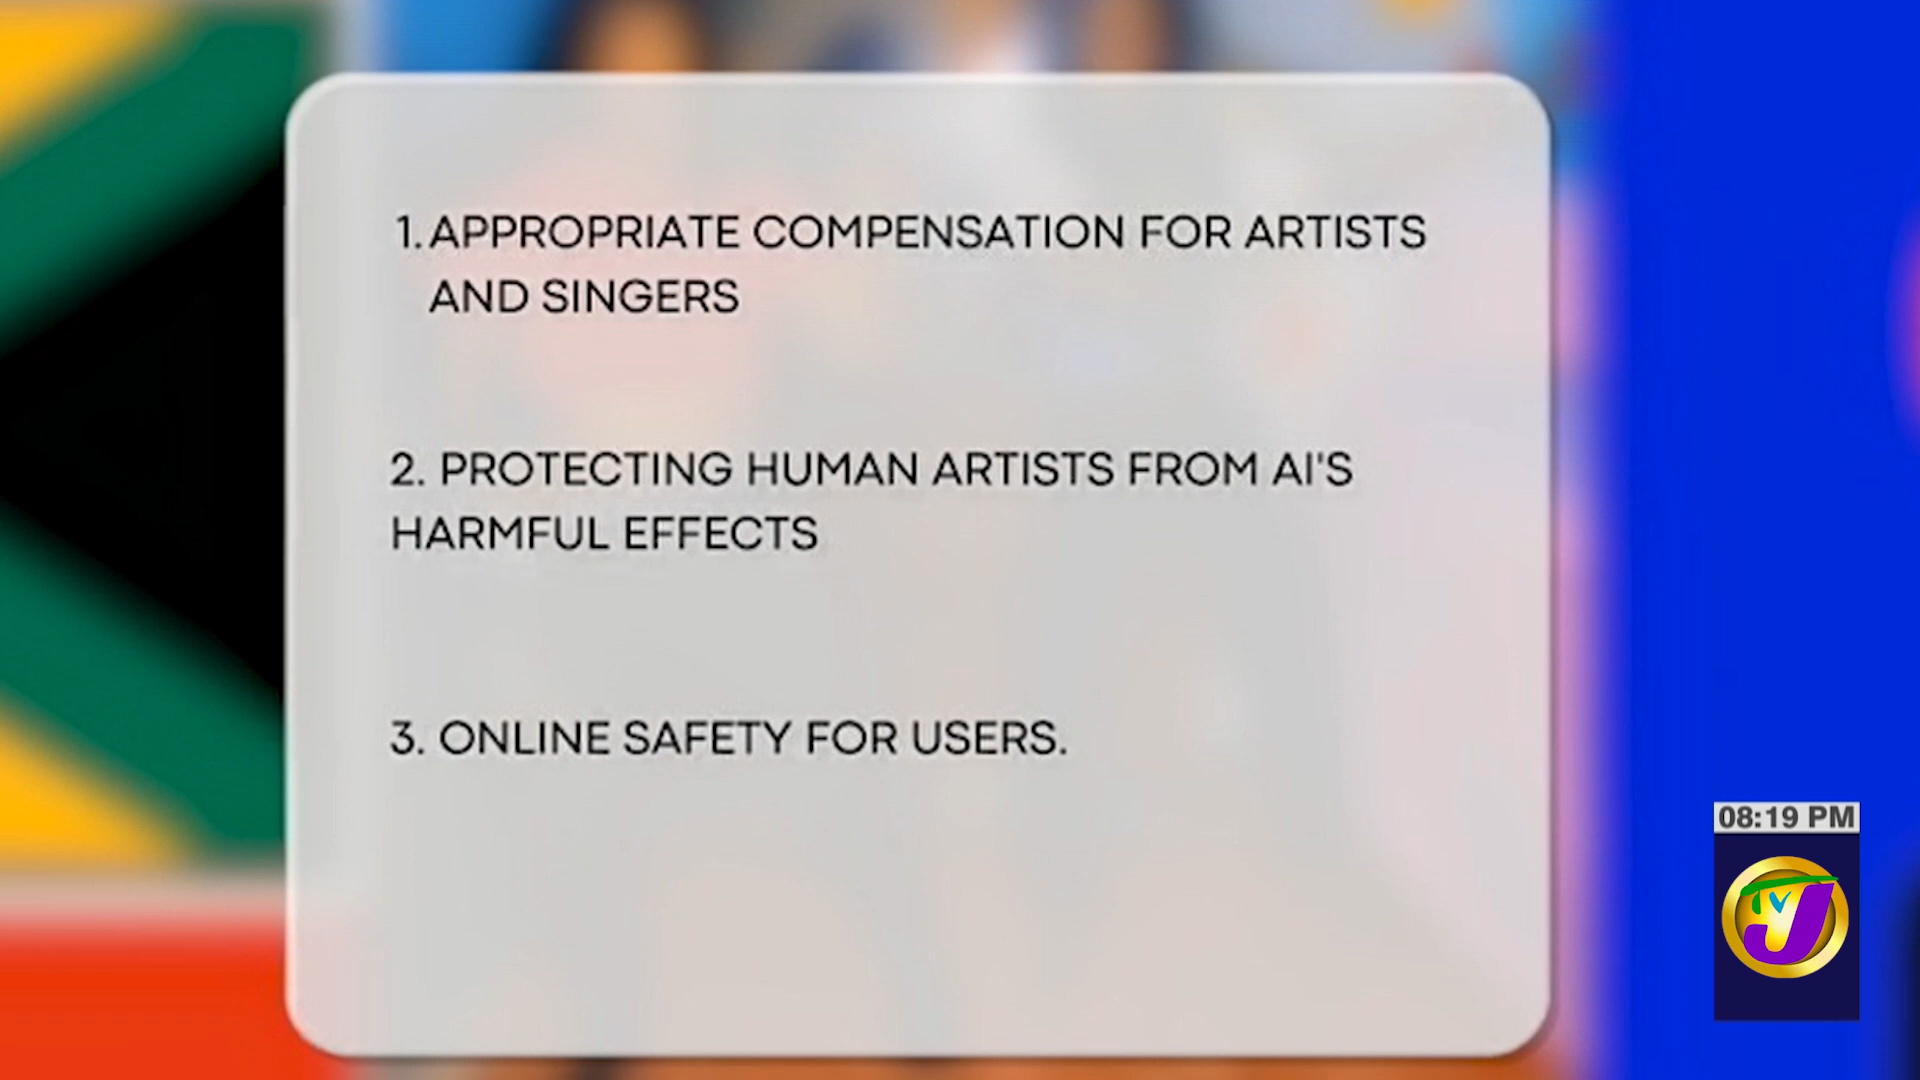 1. APPROPRIATE COMPENSATION FOR ARTISTS
AND SINGERS
2. PROTECTING HUMAN ARTISTS FROM AI'S
HARMFUL EFFECTS
3. ONLINE SAFETY FOR USERS.
08:19 PM
TVJ